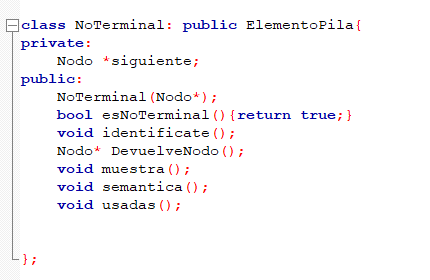 class NoTerminal: public ElementoPila{
private:
    Nodo *siguiente;
public:
    NoTerminal(Nodo*);
    bool esNoTerminal(){return true;}
    void identificate();
    Nodo* DevuelveNodo();
    void muestra();
    void semantica();
    void usadas();
};